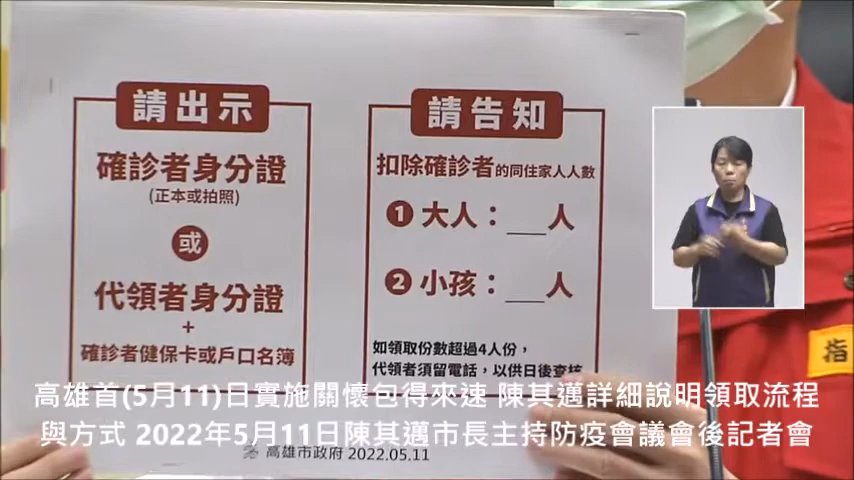 請出示
確診者身分證
(正本或拍照)
或
代領者身分證
+
確診者健保卡或戶口名簿
請告知
扣除確診者的同住家人人數
1 大人：___人
2 小孩：___人
如領取份數超過4人份，
代領者須留電話，以供日後查核
指
高雄首(5月11)日實施關懷包得來速 陳其邁詳細說明領取流程
與方式 2022年5月11日陳其邁市長主持防疫會議會後記者會
高雄市政府 2022.05.11